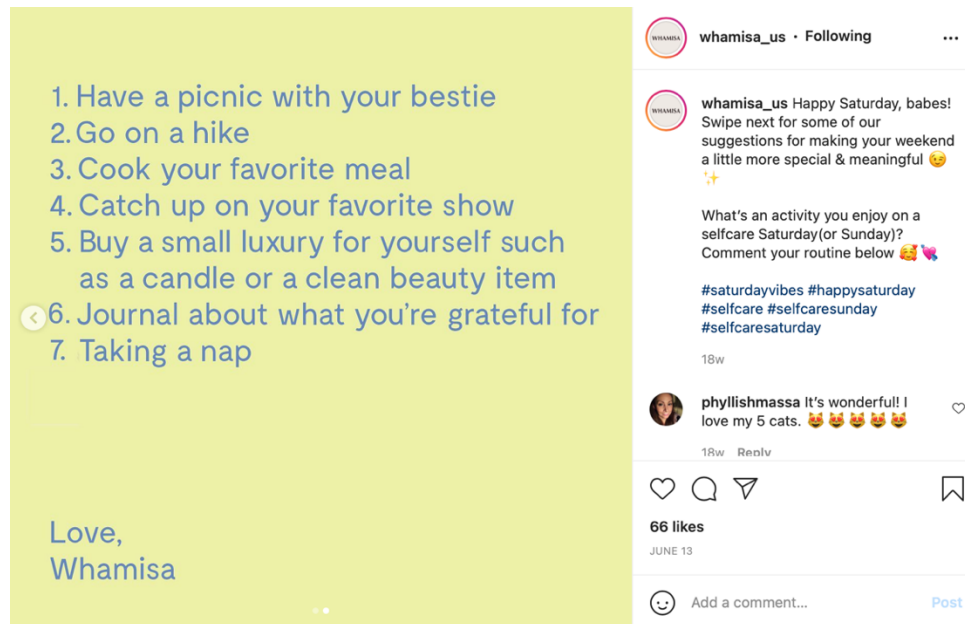 1. Have a picnic with your bestie
2. Go on a hike
3. Cook your favorite meal
4. Catch up on your favorite show
5. Buy a small luxury for yourself such
as a candle or a clean beauty item
6. Journal about what you're grateful for
7. Taking a nap
Love,
Whamisa
WHAMISA
whamisa_us · Following
WHAMISA
whamisa_us Happy Saturday, babes!
Swipe next for some of our
suggestions for making your weekend
a little more special & meaningful 😉
✨
What's an activity you enjoy on a
selfcare Saturday(or Sunday)?
Comment your routine below 🥰 💘
#saturdayvibes #happysaturday
#selfcare #selfcaresunday
#selfcaresaturday
18w
phyllishmassa It's wonderful! I
love my 5 cats. 😻 😻 😻 😻 😻
18w Reply
66 likes
JUNE 13
Add a comment...
Post